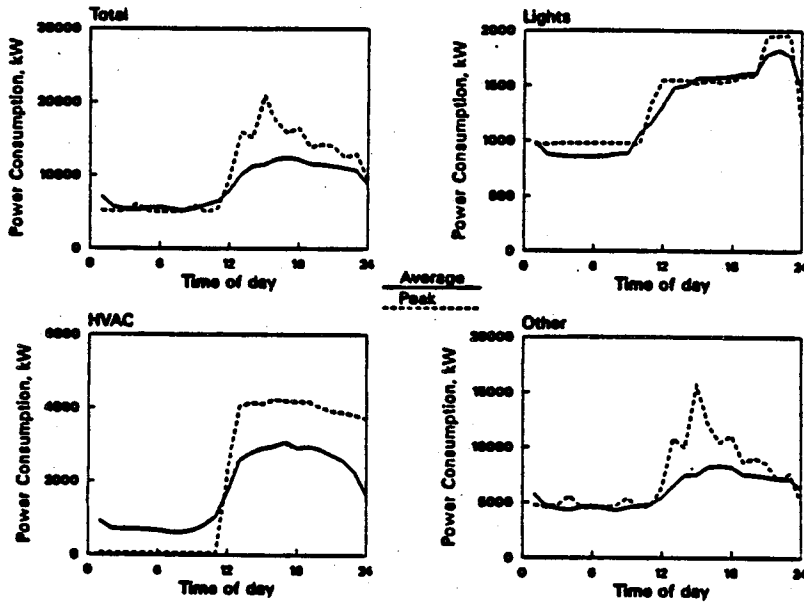 Total
Power Consumption, kW
30000
20000
10000
0
0 6 12 18 24
Time of day
Lights
Power Consumption, kW
2000
1500
1000
500
0
0 6 12 18 24
Time of day
Average
Peak
HVAC
Power Consumption, kW
6000
4000
2000
0
0 6 12 18 24
Time of day
Other
Power Consumption, kW
20000
15000
10000
5000
0
0 6 12 18 24
Time of day